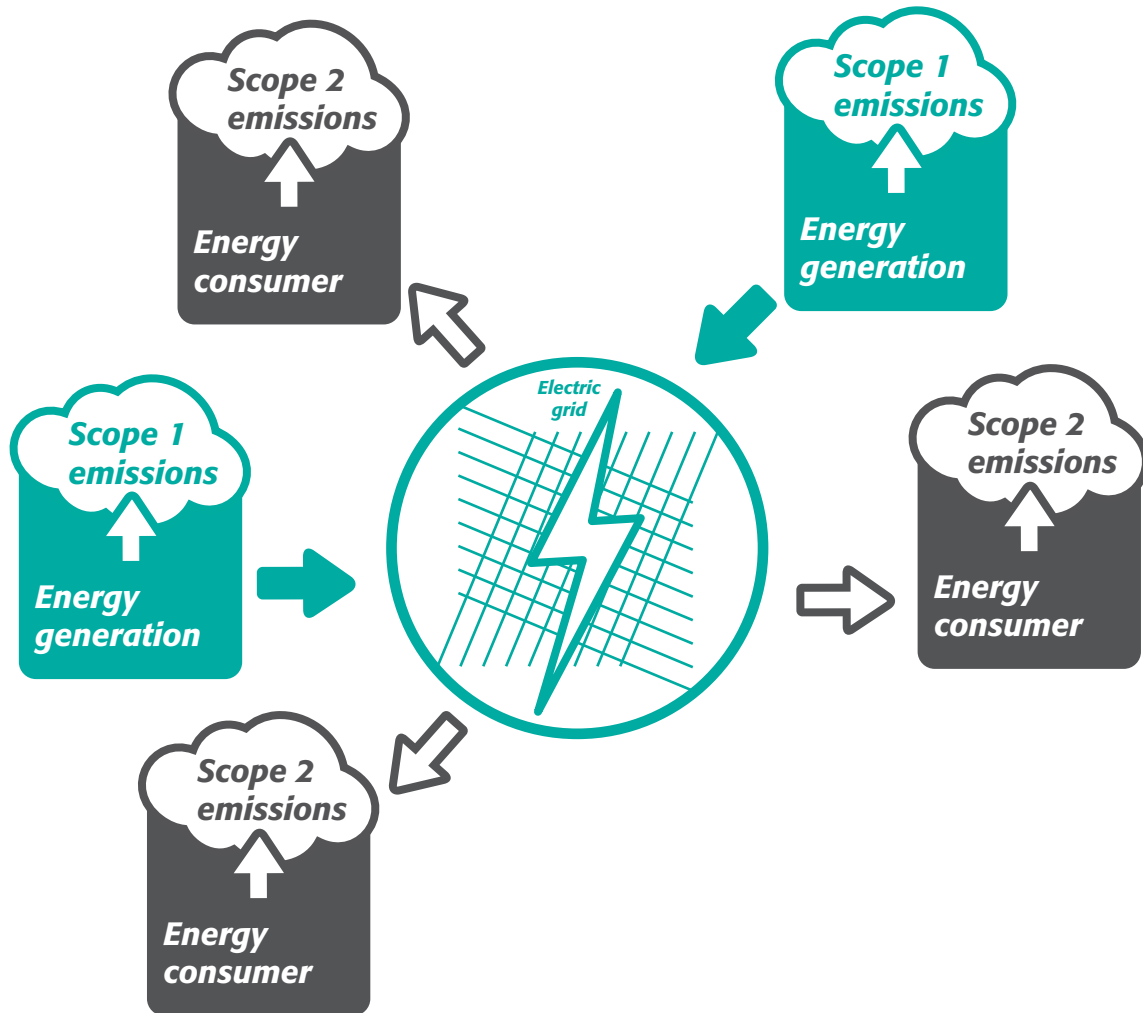 Scope 2
emissions
Energy
consumer
Scope 1
emissions
Energy
generation
Electric
grid
Scope 1
emissions
Energy
generation
Scope 2
emissions
Energy
consumer
Scope 2
emissions
Energy
consumer